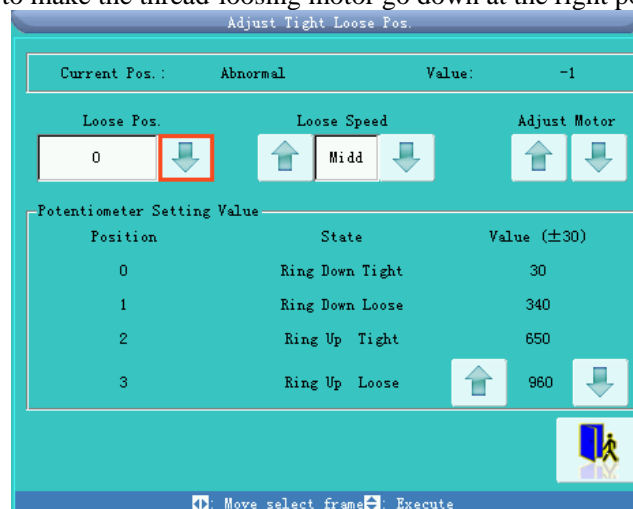 to make the thread-loosing motor go down at the right po
Adjust Tight Loose Pos.
Current Pos.: Abnormal Value: -1
Loose Pos. Loose Speed Adjust Motor
0 Midd
Potentiometer Setting Value
Position State Value (±30)
0 Ring Down Tight 30
1 Ring Down Loose 340
2 Ring Up Tight 650
3 Ring Up Loose 960
: Move select frame : Execute